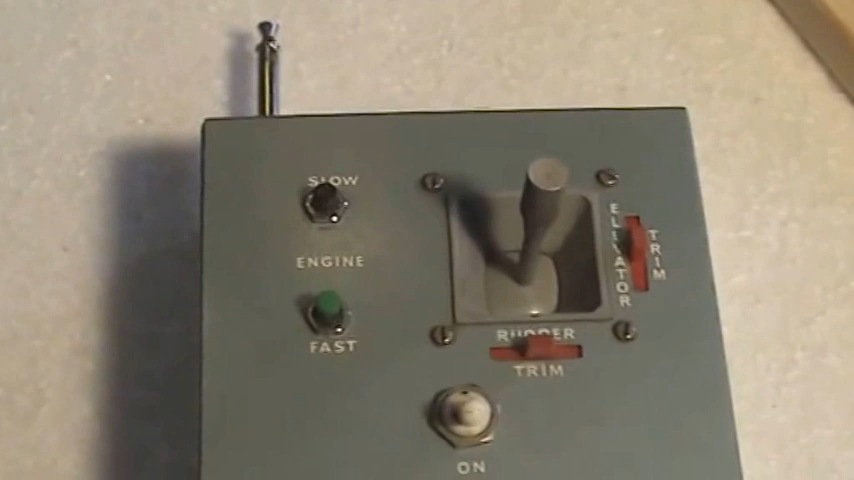 SLOW
ENGINE
FAST
ELEVATOR
TRIM
RUDDER
TRIM
ON